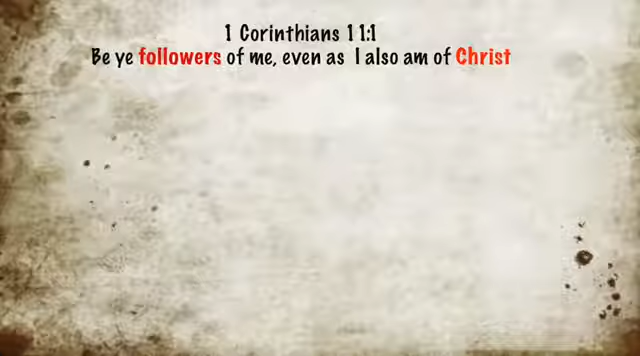 1 Corinthians 11:1
Be ye followers of me, even as I also am of Christ